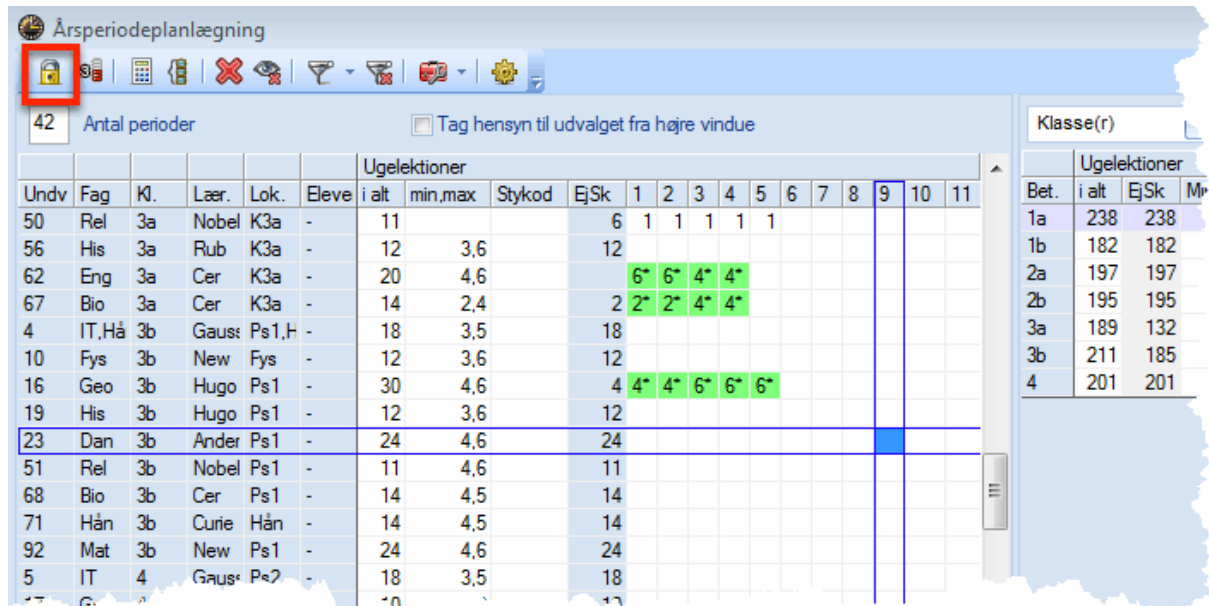 Årsperiodeplanlægning
42 Antal perioder Tag hensyn til udvalget fra højre vindue Klasse(r)
Ugelektioner
Undv Fag Kl. Lær. Lok. Eleve i alt min,max Stykod EjSk 1 2 3 4 5 6 7 8 9 10 11
50 Rel 3a Nobel K3a - 11 6 1 1 1 1 1
56 His 3a Rub K3a - 12 3,6 12
62 Eng 3a Cer K3a - 20 4,6 6* 6* 4* 4*
67 Bio 3a Cer K3a - 14 2,4 2 2* 2* 4* 4*
4 IT,Hå 3b Gauss Ps1,H - 18 3,5 18
10 Fys 3b New Fys - 12 3,6 12
16 Geo 3b Hugo Ps1 - 30 4,6 4 4* 4* 6* 6* 6*
19 His 3b Hugo Ps1 - 12 3,6 12
23 Dan 3b Ander Ps1 - 24 4,6 24
51 Rel 3b Nobel Ps1 - 11 4,6 11
68 Bio 3b Cer Ps1 - 14 4,5 14
71 Hån 3b Curie Hån - 14 4,5 14
92 Mat 3b New Ps1 - 24 4,6 24
5 IT 4 Gauss Ps2 - 18 3,5 18
Ugelektioner
Bet. i alt EjSk
1a 238 238
1b 182 182
2a 197 197
2b 195 195
3a 189 132
3b 211 185
4 201 201